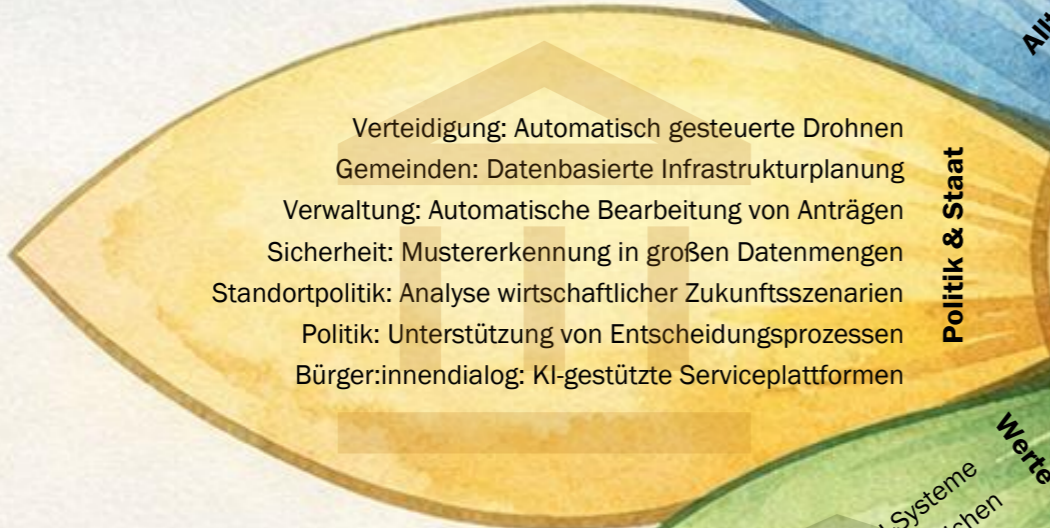 Verteidigung: Automatisch gesteuerte Drohnen
Gemeinden: Datenbasierte Infrastrukturplanung
Verwaltung: Automatische Bearbeitung von Anträgen
Sicherheit: Mustererkennung in großen Datenmengen
Standortpolitik: Analyse wirtschaftlicher Zukunftsszenarien
Politik: Unterstützung von Entscheidungsprozessen
Bürger:innendialog: KI-gestützte Serviceplattformen
Politik & Staat
Werte
Systeme